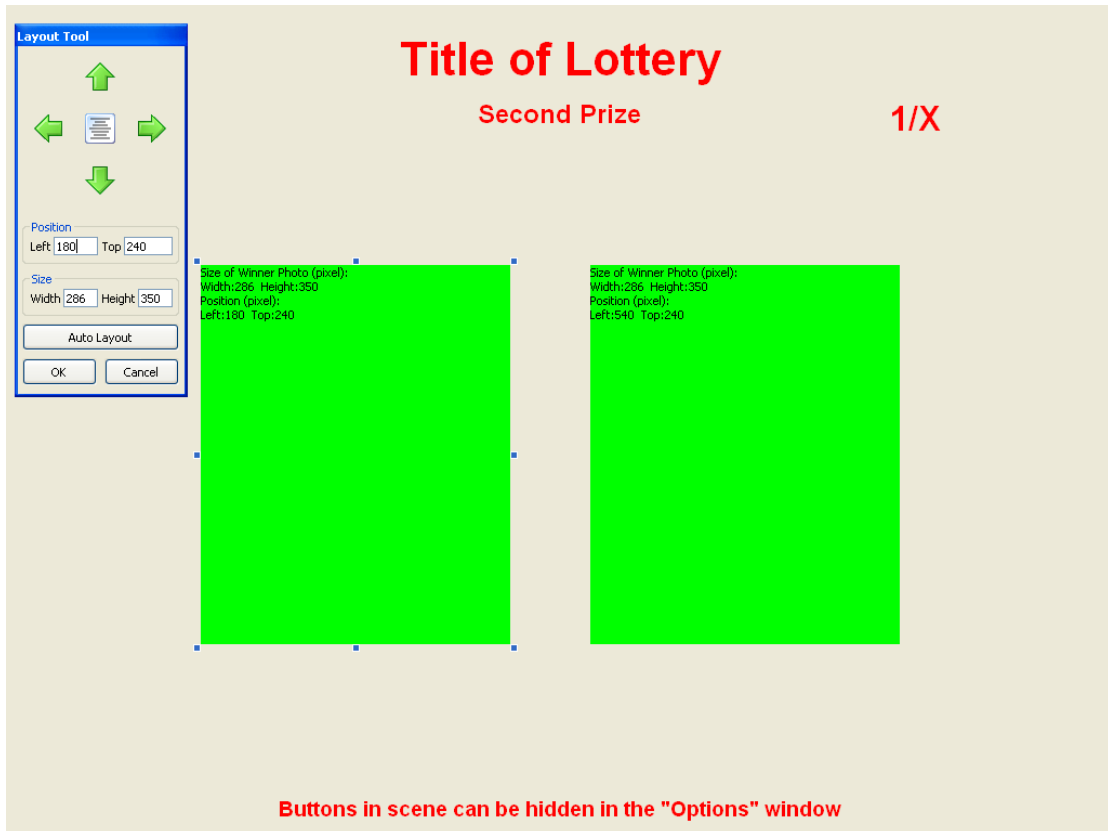 Layout Tool
Title of Lottery
Second Prize
1/X
Position
Left 180 Top 240
Size
Width 286 Height 350
Auto Layout
OK Cancel
Size of Winner Photo (pixel):
Width:286 Height:350
Position (pixel):
Left:180 Top:240
Size of Winner Photo (pixel):
Width:286 Height:350
Position (pixel):
Left:540 Top:240
Buttons in scene can be hidden in the "Options" window